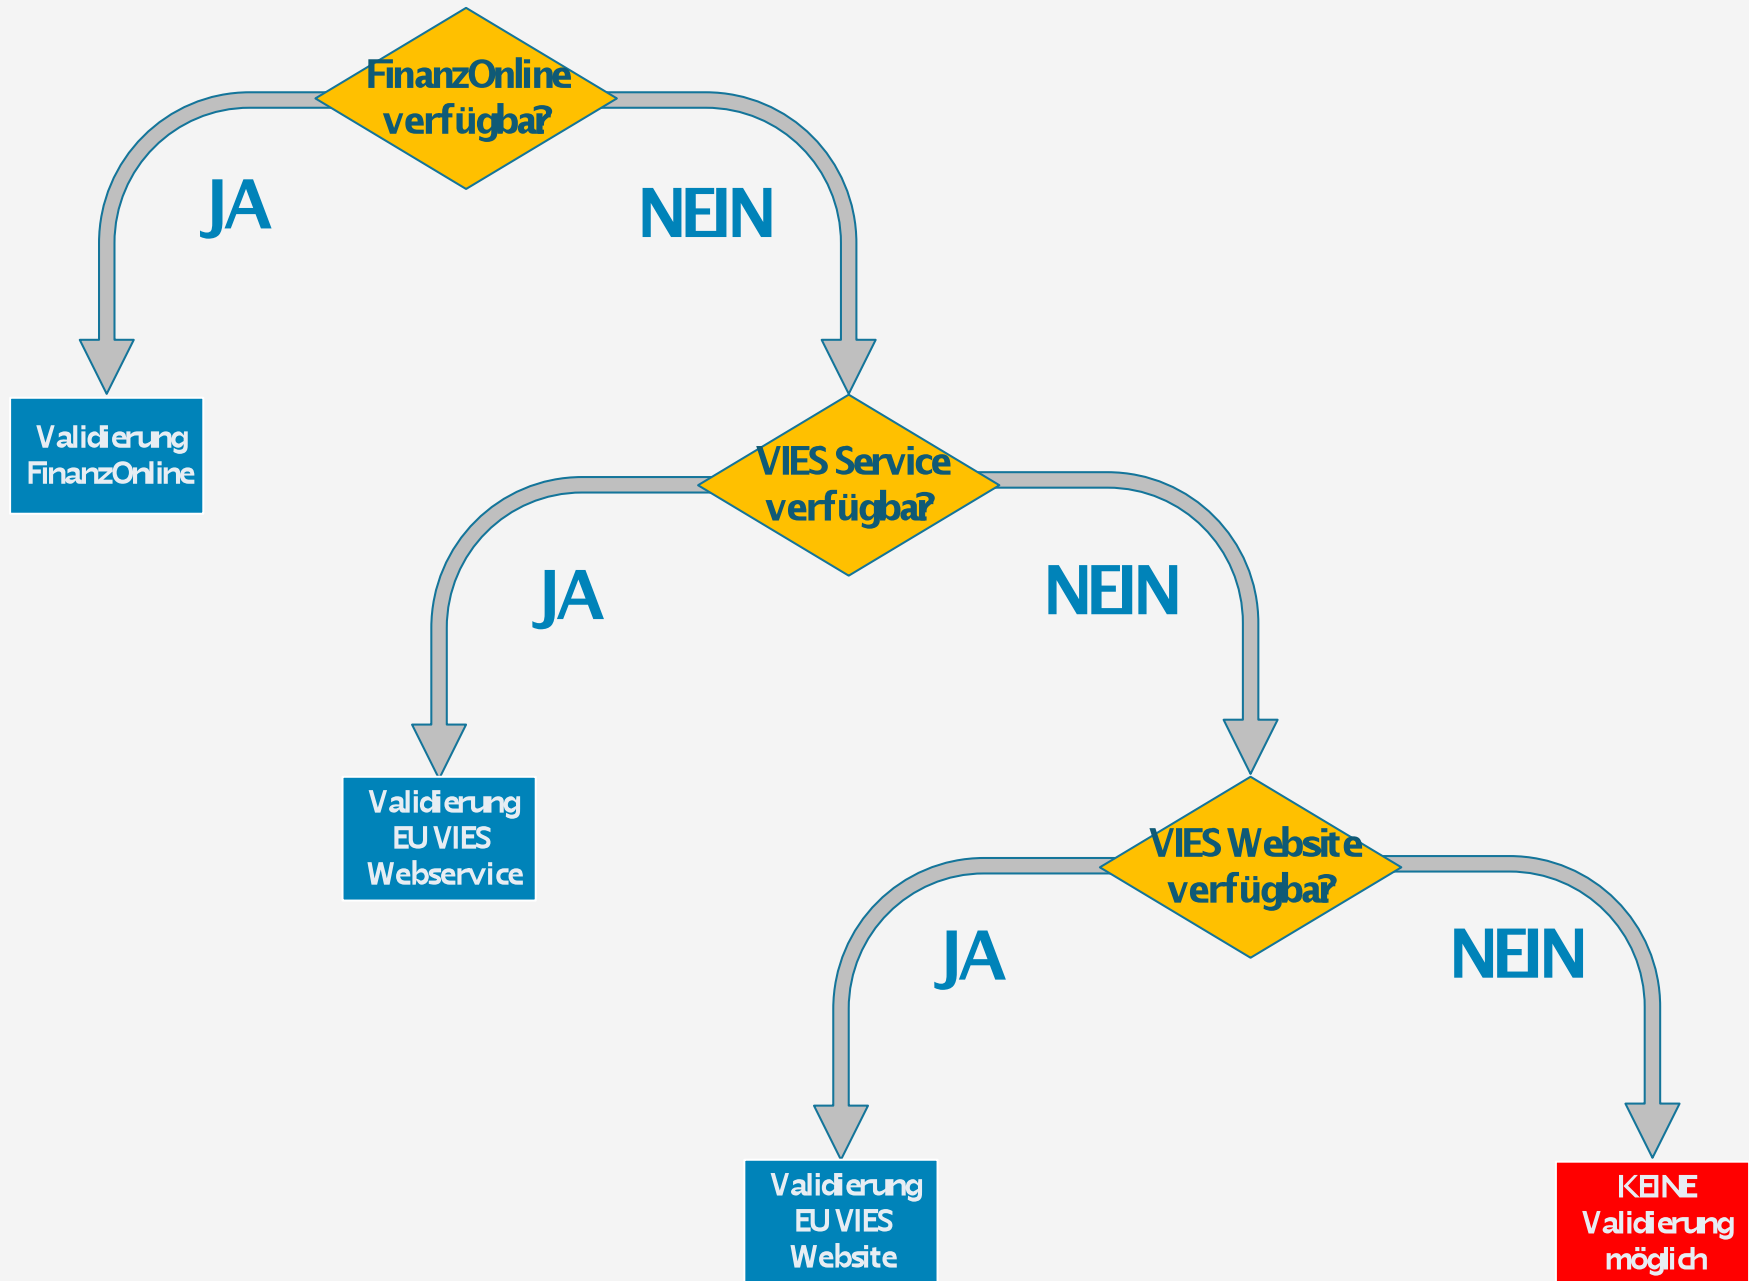 FinanzOnline
verfügbar?
JA
NEIN
Validierung
FinanzOnline
VIES Service
verfügbar?
JA
NEIN
Validierung
EU VIES
Webservice
VIES Website
verfügbar?
JA
NEIN
Validierung
EU VIES
Website
KEINE
Validierung
möglich